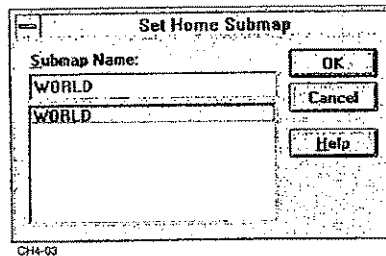 Set Home Submap
Submap Name:
WORLD
WORLD
OK
Cancel
Help
CH4-03